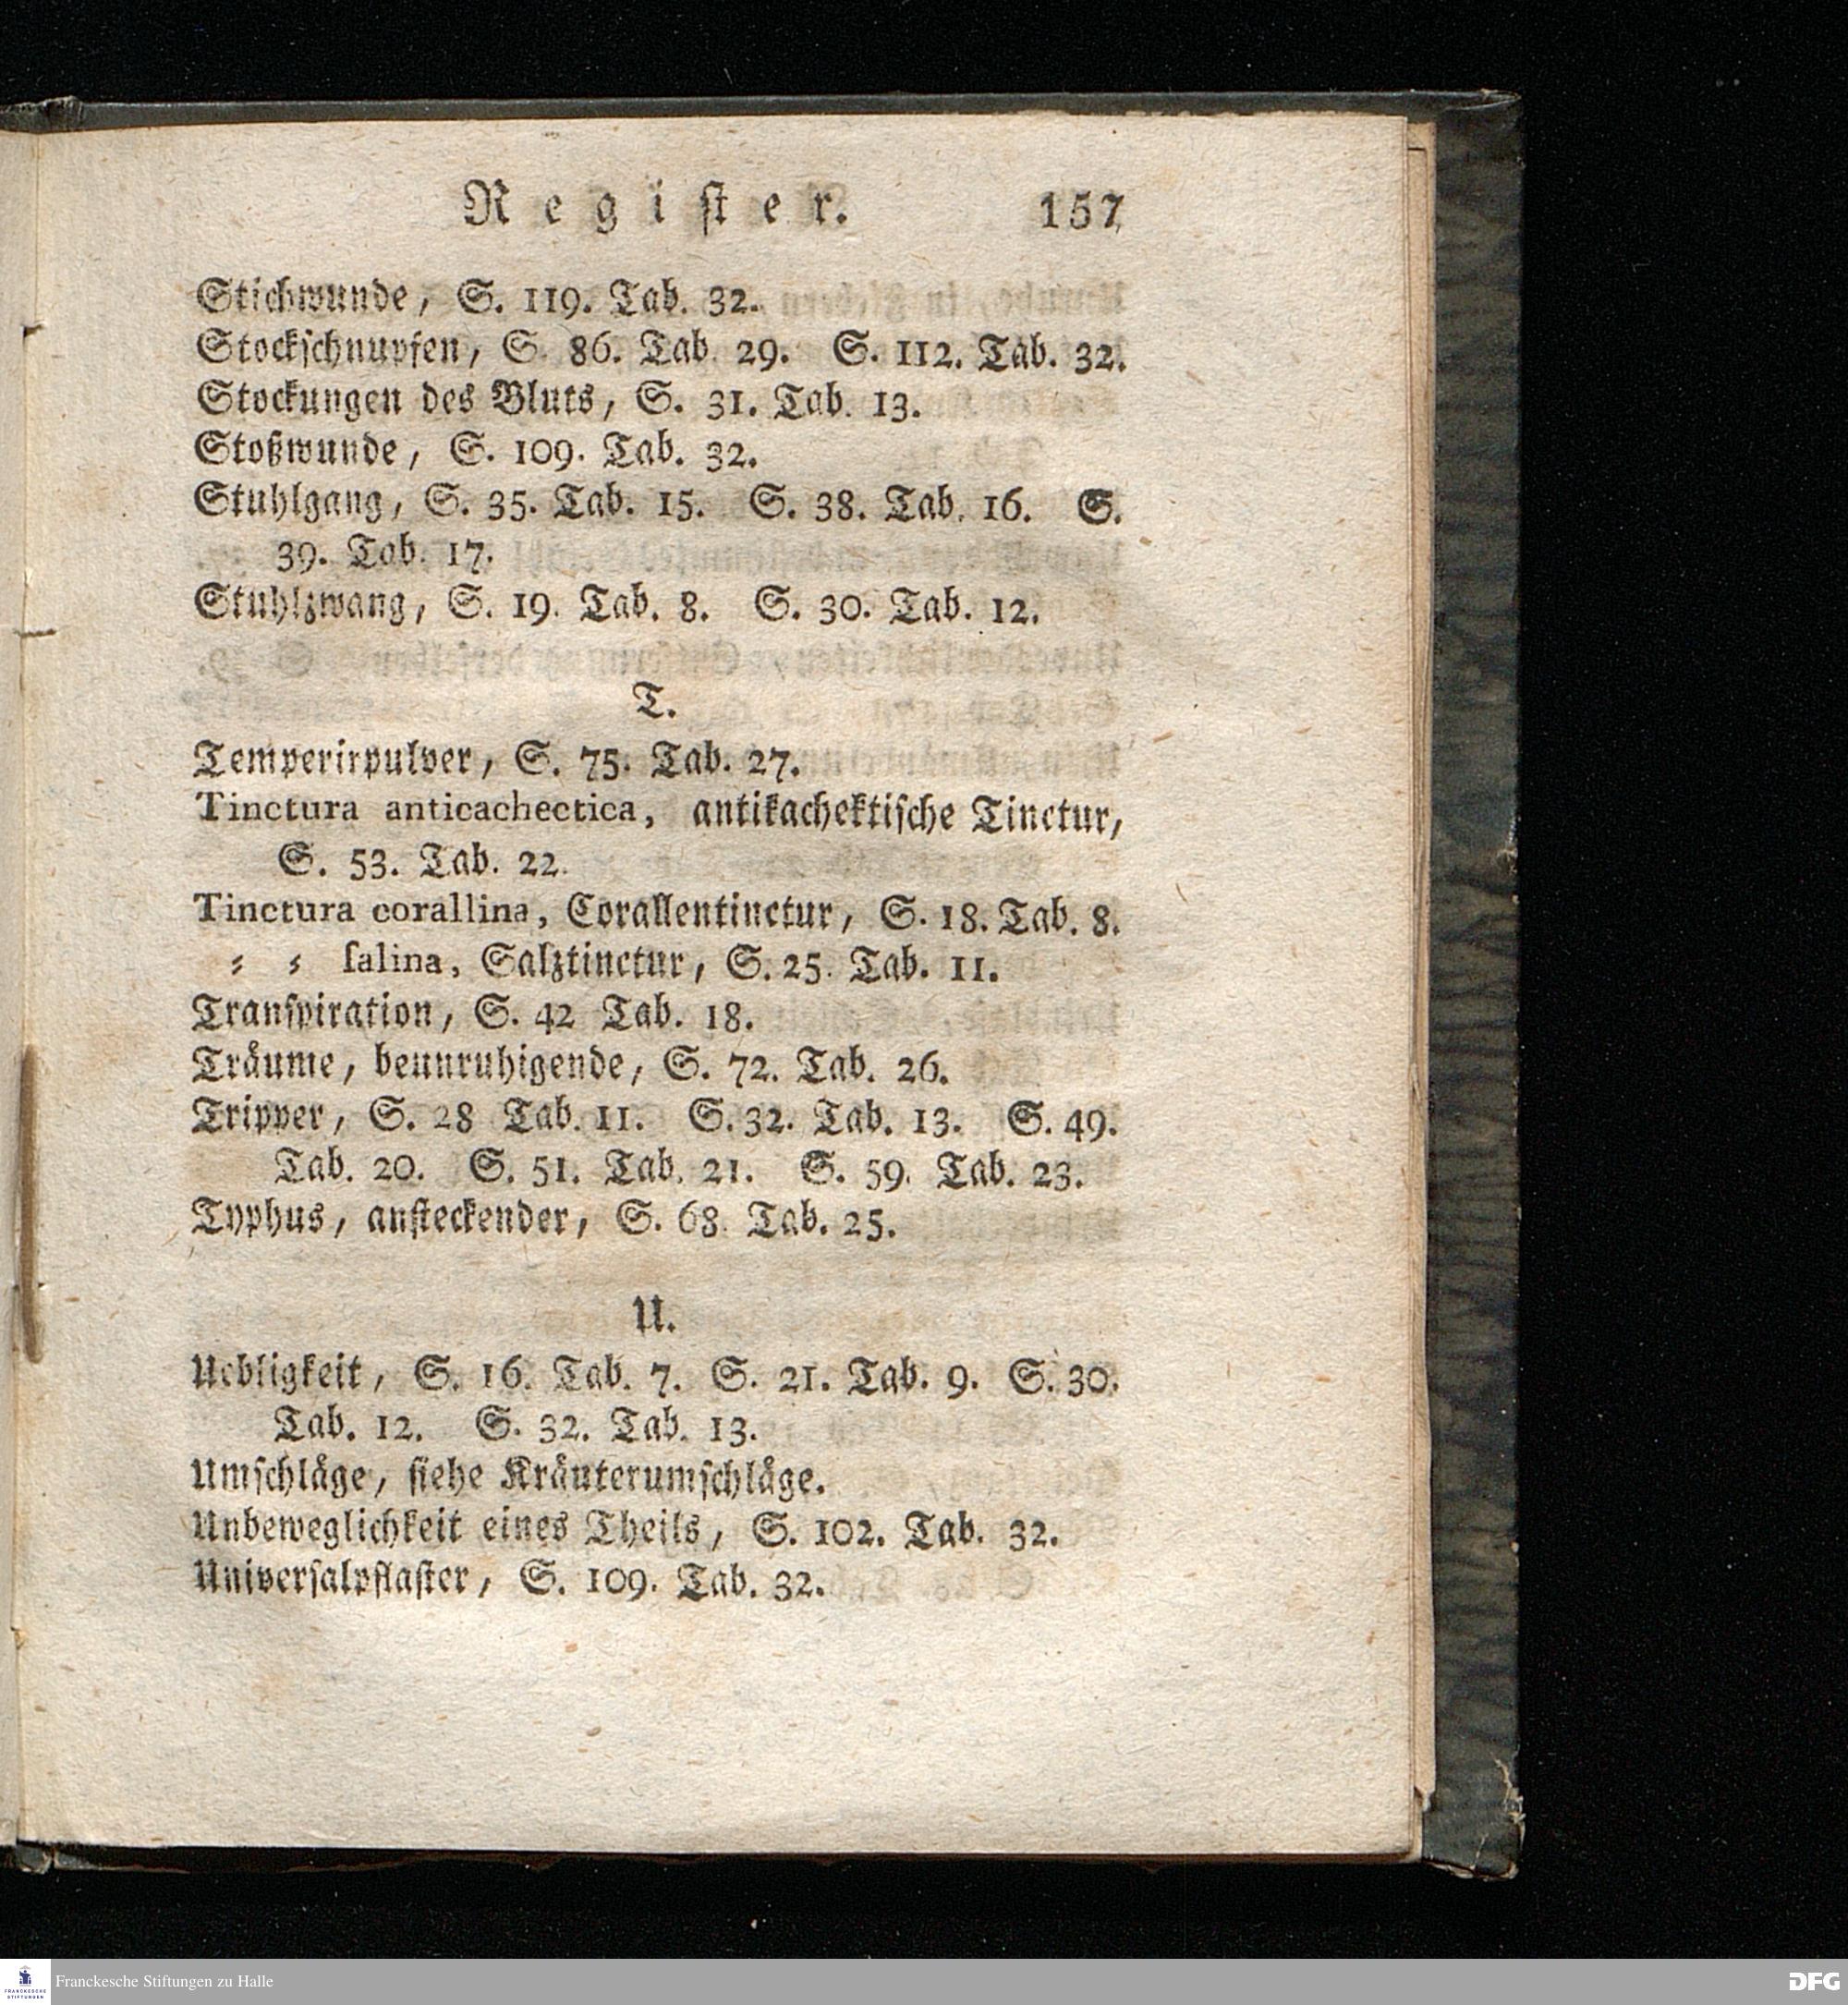 Register. 157
Stichwunde, S. 119. Tab. 32.
Stockschnupfen, S. 86. Tab. 29. S. 112. Tab. 32.
Stockungen des Bluts, S. 31. Tab. 13.
Stoßwunde, S. 109. Tab. 32.
Stuhlgang, S. 35. Tab. 15. S. 38. Tab. 16. S.
39. Tab. 17.
Stuhlzwang, S. 19. Tab. 8. S. 30. Tab. 12.
T.
Temperirpulver, S. 75. Tab. 27.
Tinctura anticachectica, antikachektiſche Tinctur,
S. 53. Tab. 22.
Tinctura corallina, Corallentinctur, S. 18. Tab. 8.
⸗ ⸗ ſalina, Salztinctur, S. 25. Tab. 11.
Tranſpiration, S. 42 Tab. 18.
Träume, beunruhigende, S. 72. Tab. 26.
Tripper, S. 28 Tab. 11. S. 32. Tab. 13. S. 49.
Tab. 20. S. 51. Tab. 21. S. 59. Tab. 23.
Typhus, anſteckender, S. 68. Tab. 25.
U.
Uebligkeit, S. 16. Tab. 7. S. 21. Tab. 9. S. 30.
Tab. 12. S. 32. Tab. 13.
Umſchläge, ſiehe Kräuterumſchläge.
Unbeweglichkeit eines Theils, S. 102. Tab. 32.
Univerſalpflaſter, S. 109. Tab. 32.
FRANCKESCHE
STIFTUNGEN
Franckesche Stiftungen zu Halle
DFG